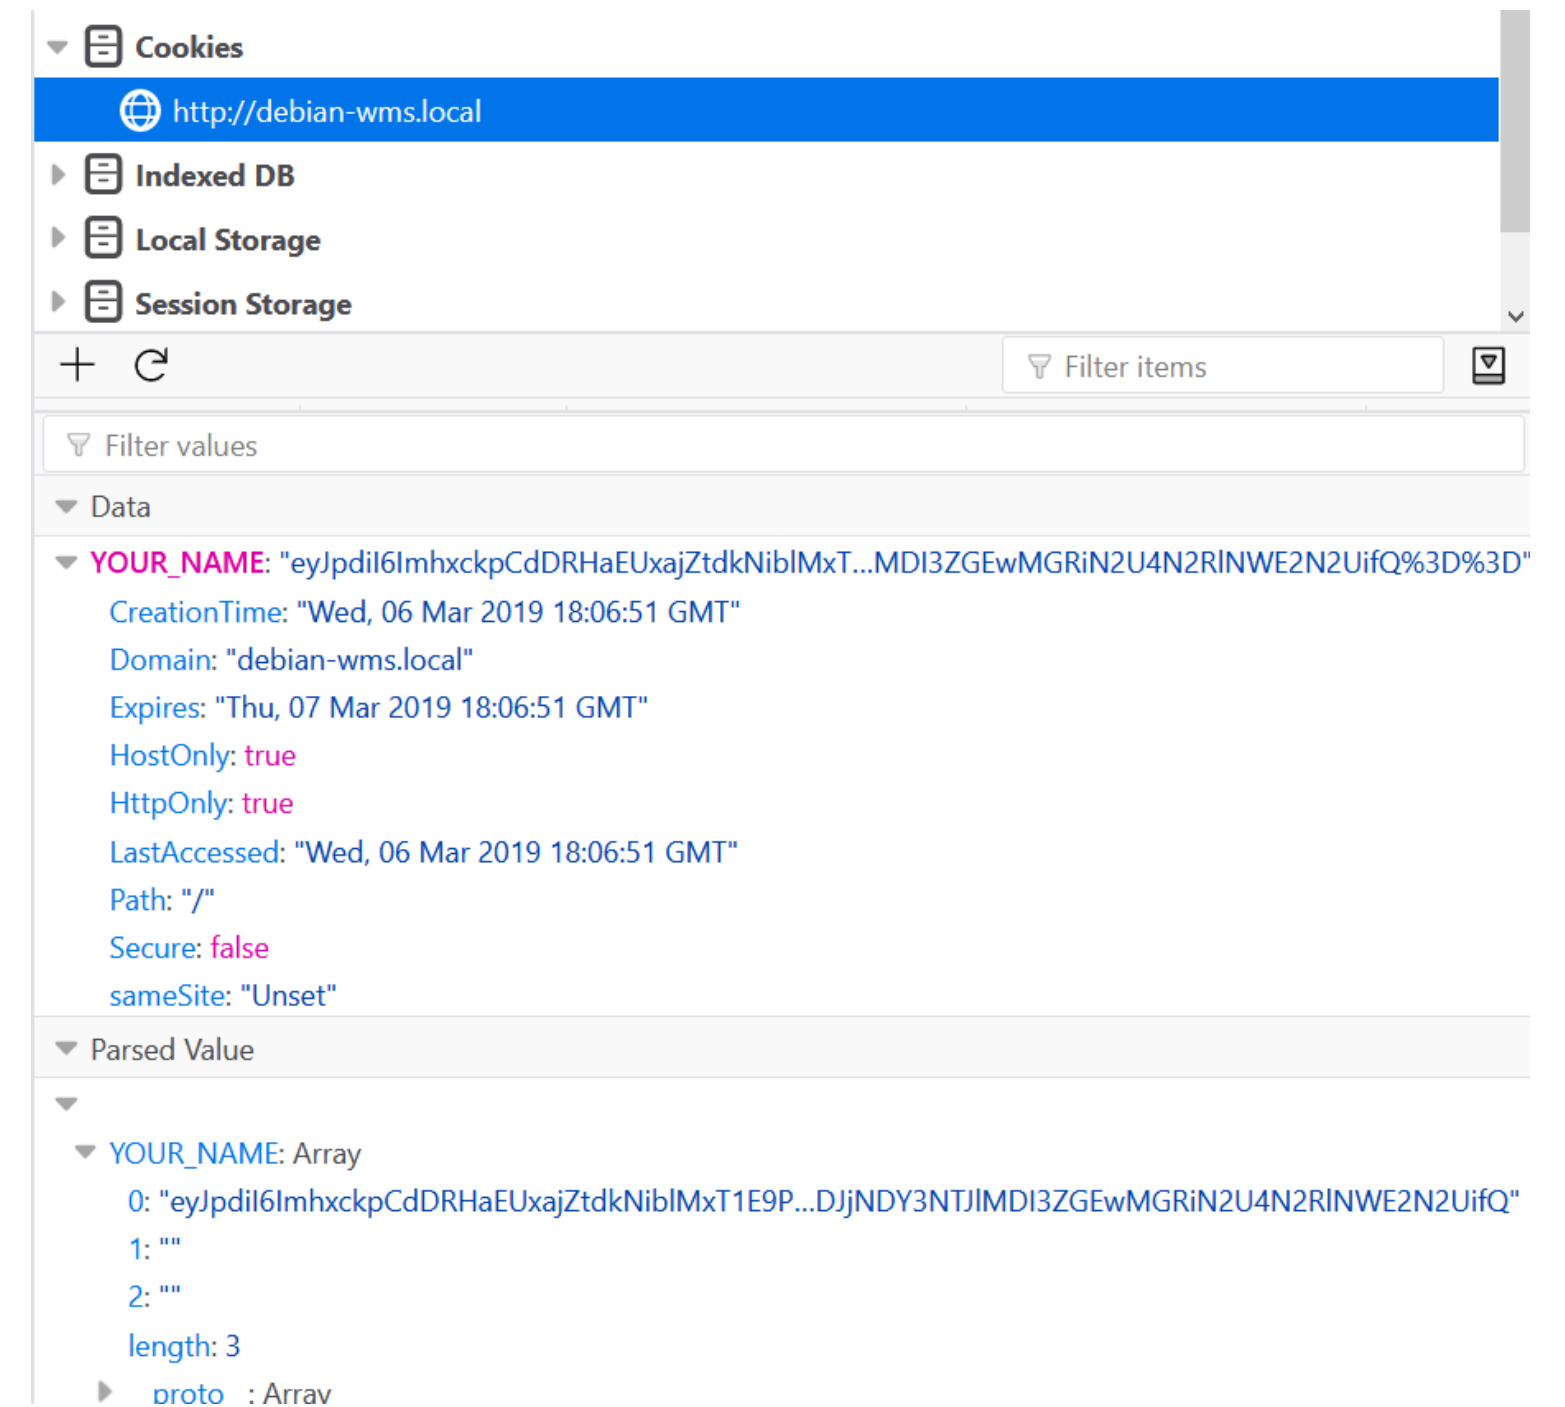 Cookies
http://debian-wms.local
Indexed DB
Local Storage
Session Storage
Filter items
Filter values
Data
YOUR_NAME: "eyJpdiI6ImhxckpCdDRHaEUxajZtdkNiblMxT...MDI3ZGEwMGRiN2U4N2RlNWE2N2UifQ%3D%3D"
CreationTime: "Wed, 06 Mar 2019 18:06:51 GMT"
Domain: "debian-wms.local"
Expires: "Thu, 07 Mar 2019 18:06:51 GMT"
HostOnly: true
HttpOnly: true
LastAccessed: "Wed, 06 Mar 2019 18:06:51 GMT"
Path: "/"
Secure: false
sameSite: "Unset"
Parsed Value
YOUR_NAME: Array
0: "eyJpdiI6ImhxckpCdDRHaEUxajZtdkNiblMxT1E9P...DJjNDY3NTJlMDI3ZGEwMGRiN2U4N2RlNWE2N2UifQ"
1: ""
2: ""
length: 3
__proto__: Array